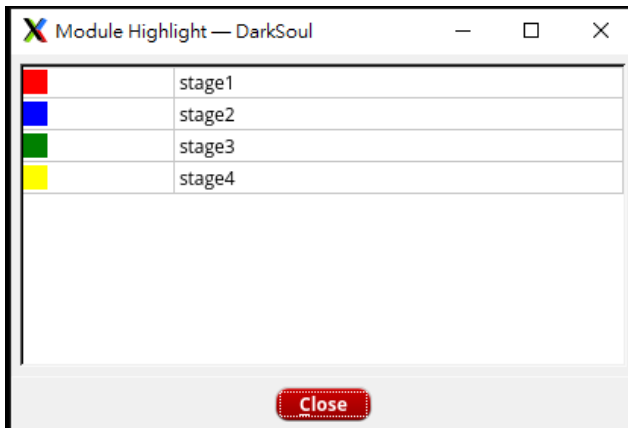 Module Highlight — DarkSoul
stage1
stage2
stage3
stage4
Close